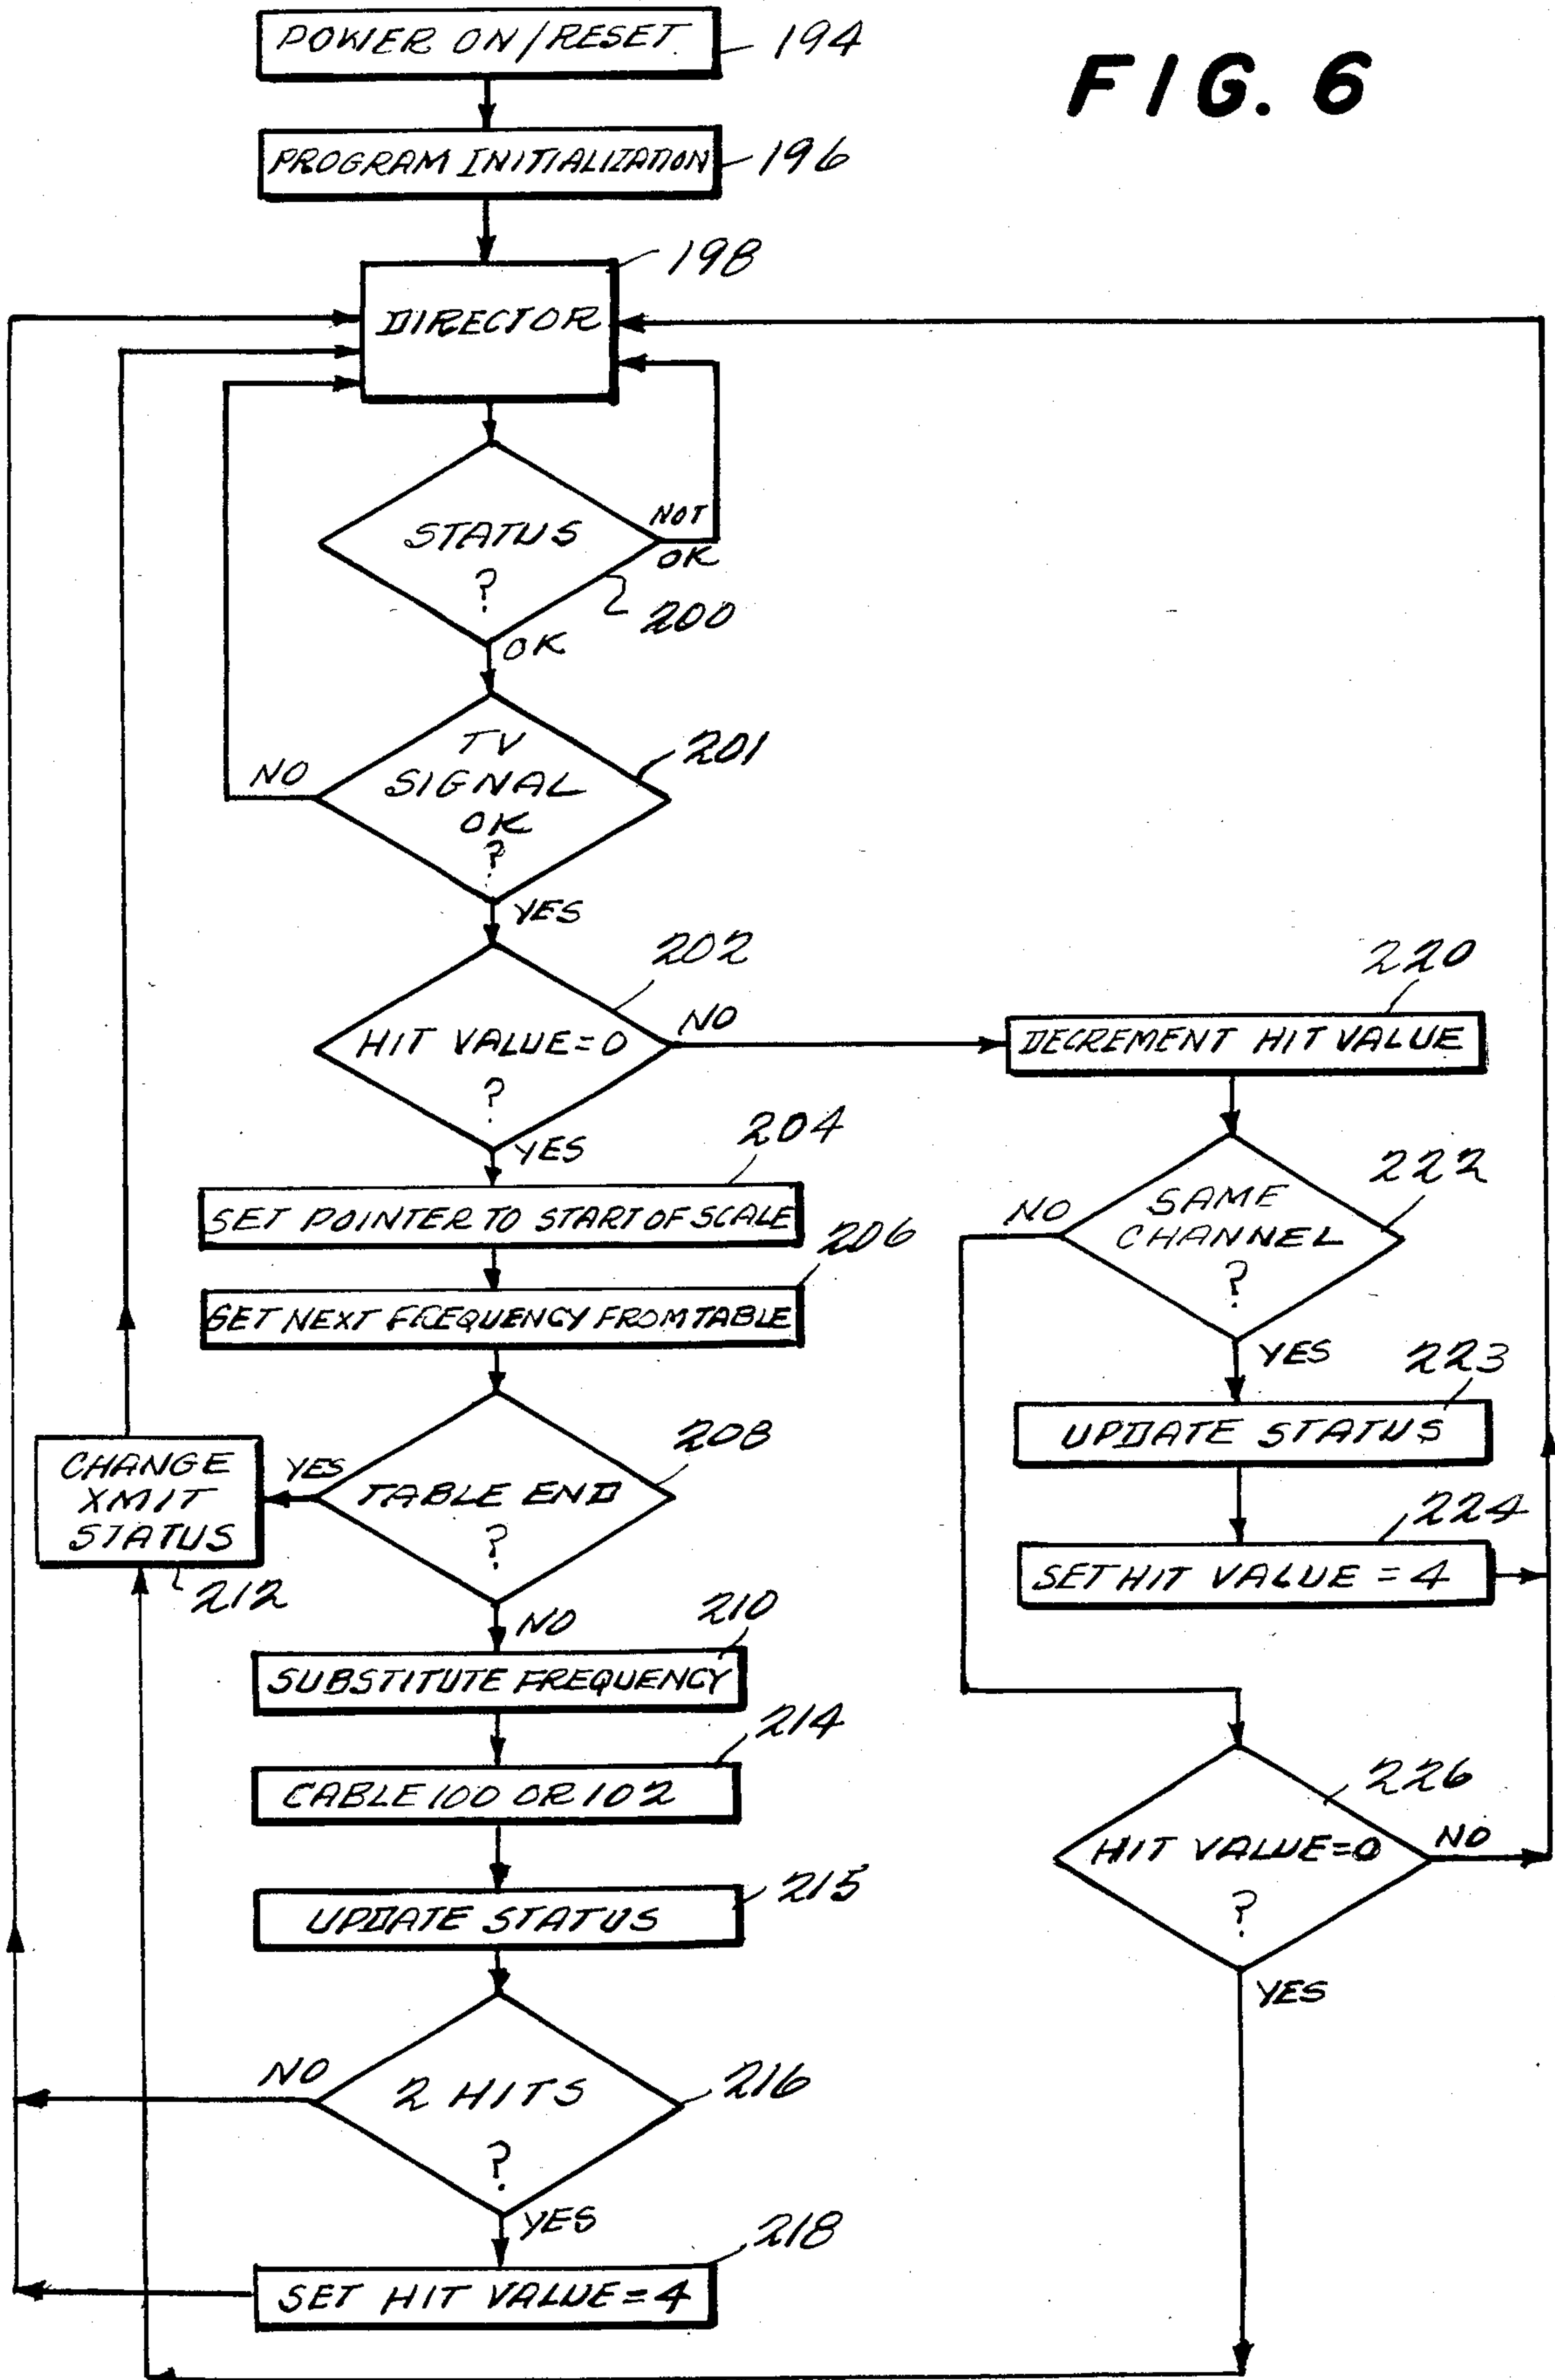 POWER ON/RESET
194
FIG. 6
PROGRAM INITIALIZATION
196
198
DIRECTOR
STATUS
?
NOT
OK
200
OK
TV
SIGNAL
OK
?
201
NO
YES
202
HIT VALUE=0
?
NO
220
DECREMENT HIT VALUE
YES
204
SET POINTER TO START OF SCALE
206
GET NEXT FREQUENCY FROM TABLE
222
SAME
CHANNEL
?
NO
YES
223
UPDATE STATUS
208
TABLE END
?
YES
CHANGE
XMIT
STATUS
212
224
SET HIT VALUE = 4
NO
210
SUBSTITUTE FREQUENCY
214
CABLE 100 OR 102
226
HIT VALUE=0
?
NO
YES
215
UPDATE STATUS
216
2 HITS
?
NO
YES
218
SET HIT VALUE=4